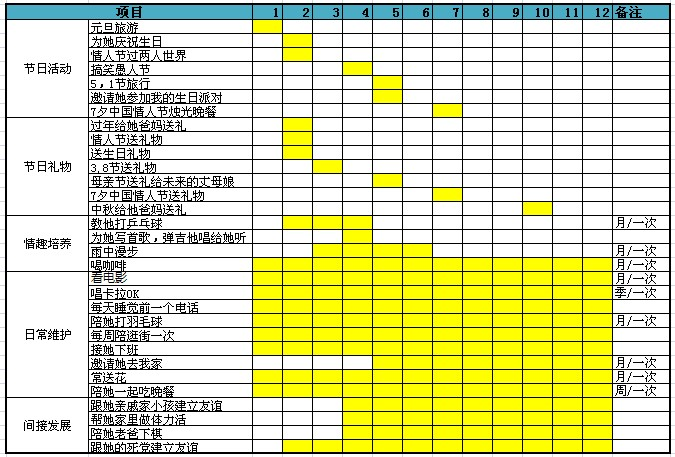 项目 1 2 3 4 5 6 7 8 9 10 11 12 备注
节日活动
元旦旅游
为她庆祝生日
情人节过两人世界
搞笑愚人节
5，1节旅行
邀请她参加我的生日派对
7夕中国情人节烛光晚餐
节日礼物
过年给她爸妈送礼
情人节送礼物
送生日礼物
3.8节送礼物
母亲节送礼给未来的丈母娘
7夕中国情人节送礼物
中秋给他爸妈送礼
情趣培养
教他打乒乓球 月/一次
为她写首歌，弹吉他唱给她听
雨中漫步 月/一次
喝咖啡 月/一次
日常维护
看电影 月/一次
唱卡拉OK 季/一次
每天睡觉前一个电话
陪她打羽毛球 月/一次
每周陪逛街一次
接她下班
邀请她去我家 月/一次
常送花 月/一次
陪她一起吃晚餐 周/一次
间接发展
跟她亲戚家小孩建立友谊
帮她家里做体力活
陪她老爸下棋
跟她的死党建立友谊